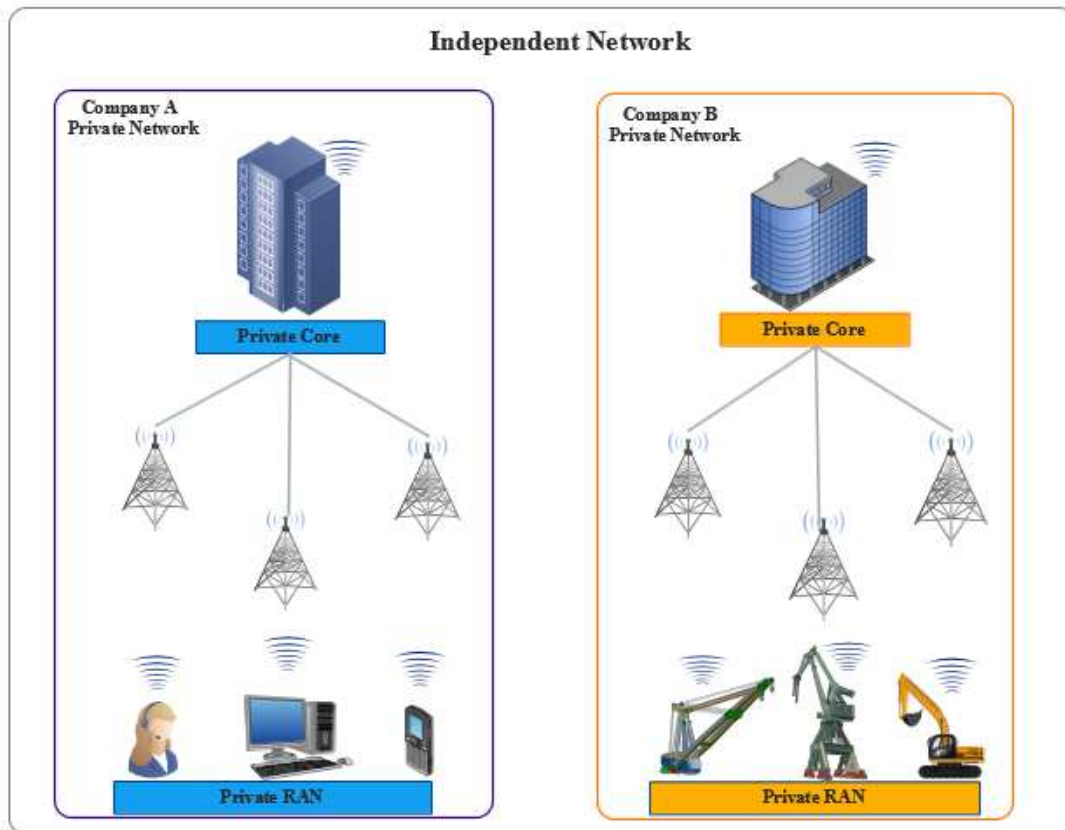 Independent Network
Company A
Private Network
Private Core
Private RAN
Company B
Private Network
Private Core
Private RAN